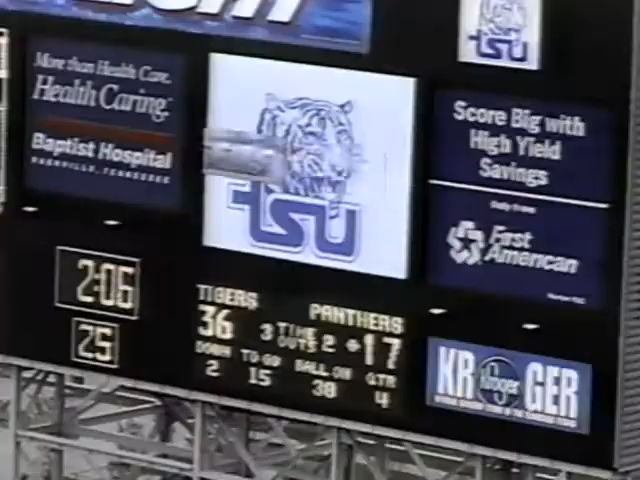 TSU
More than Health Care.
Health Caring.
Baptist Hospital
NASHVILLE, TENNESSEE
TSU
Score Big with
High Yield
Savings
First
American
2:06
25
TIGERS PANTHERS
36 3 TIME OUTS 2 17
DOWN TO GO BALL ON QTR
2 15 38 4
KROGER
Kroger